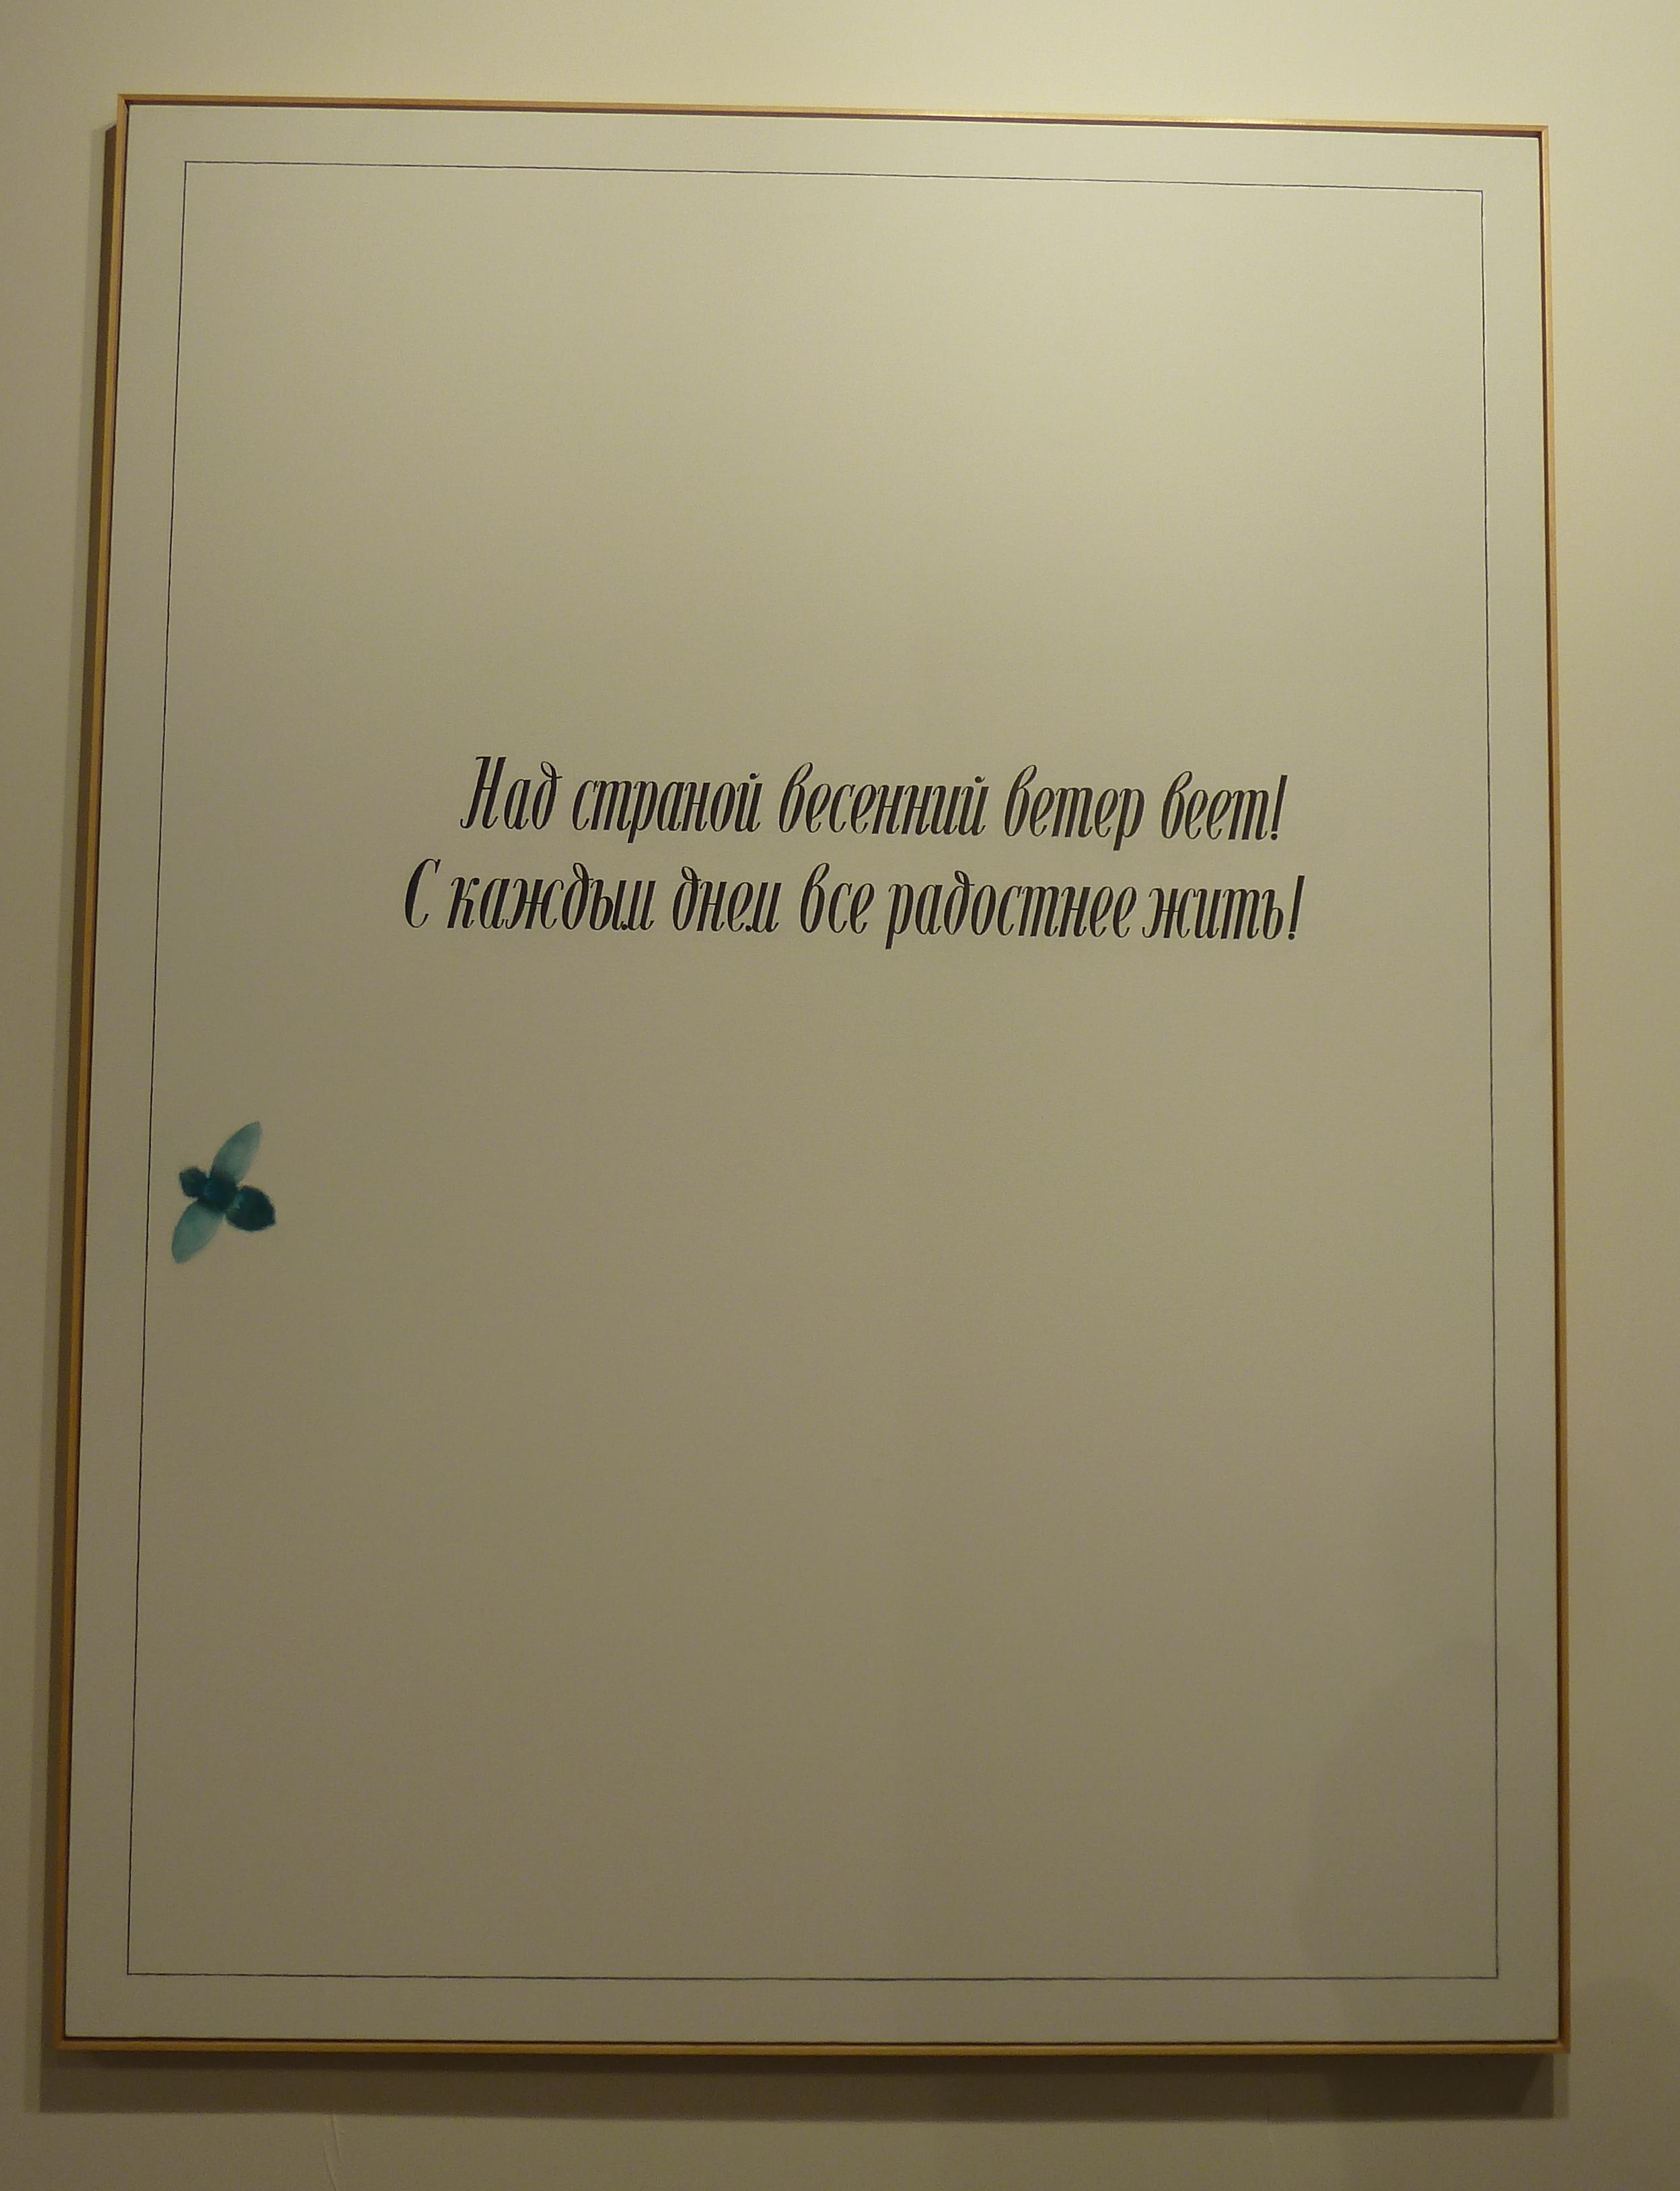 Над страной весенний ветер веет!
С каждым днем все радостнее жить!